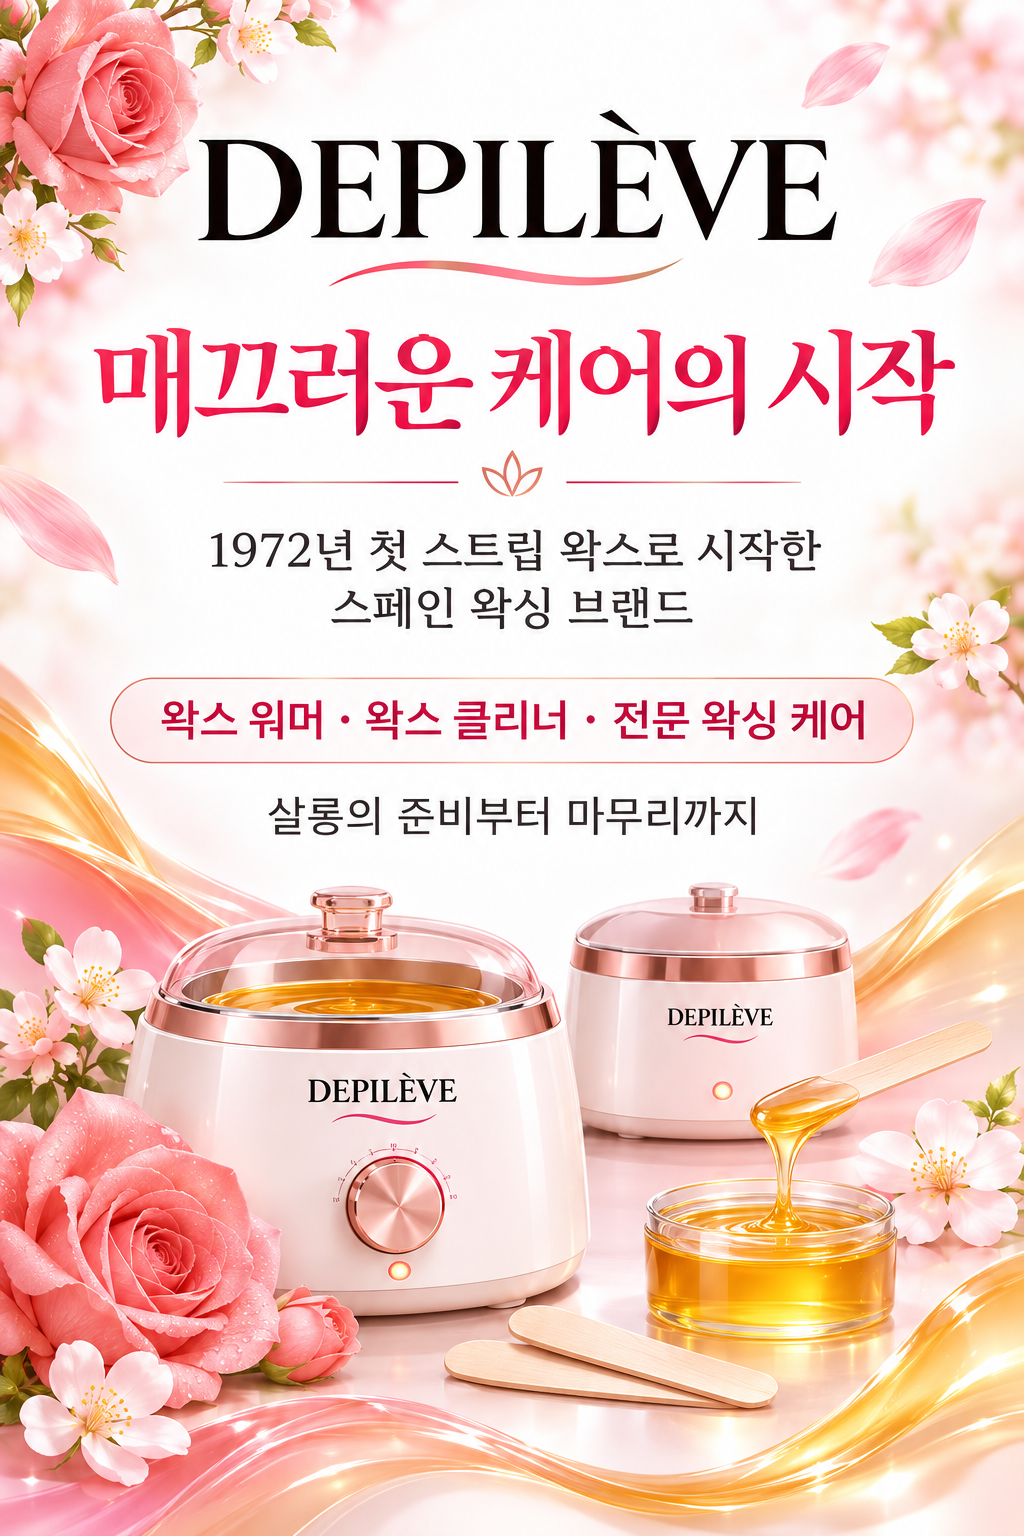 DEPILÈVE
매끄러운 케어의 시작
1972년 첫 스트립 왁스로 시작한
스페인 왁싱 브랜드
왁스 워머 · 왁스 클리너 · 전문 왁싱 케어
살롱의 준비부터 마무리까지
DEPILÈVE
DEPILÈVE